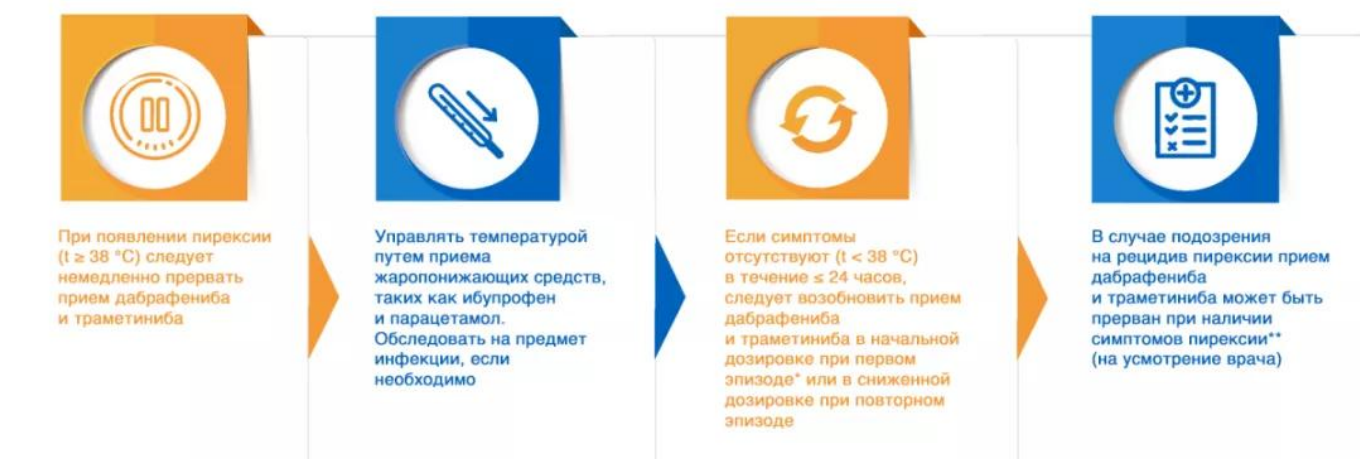 При появлении пирексии
(t ≥ 38 °C) следует
немедленно прервать
прием дабрафениба
и траметиниба
Управлять температурой
путем приема
жаропонижающих средств,
таких как ибупрофен
и парацетамол.
Обследовать на предмет
инфекции, если
необходимо
Если симптомы
отсутствуют (t < 38 °C)
в течение ≤ 24 часов,
следует возобновить прием
дабрафениба
и траметиниба в начальной
дозировке при первом
эпизоде* или в сниженной
дозировке при повторном
эпизоде
В случае подозрения
на рецидив пирексии прием
дабрафениба
и траметиниба может быть
прерван при наличии
симптомов пирексии**
(на усмотрение врача)